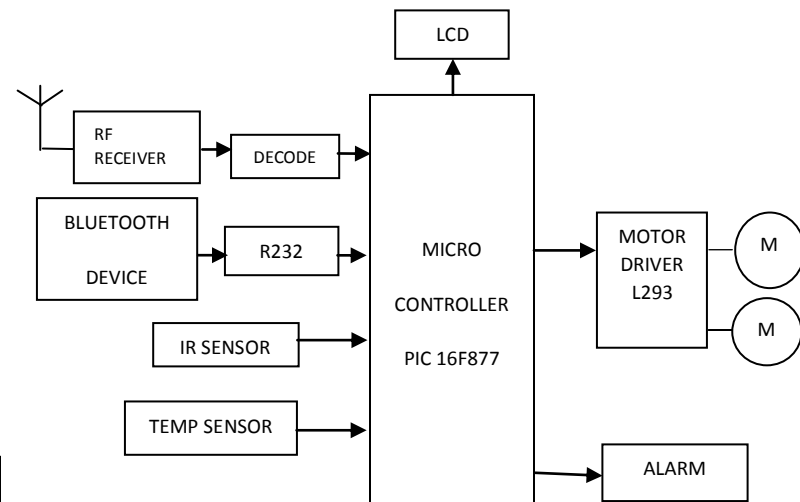 LCD
RF
RECEIVER
DECODE
BLUETOOTH
DEVICE
R232
IR SENSOR
TEMP SENSOR
MICRO
CONTROLLER
PIC 16F877
MOTOR
DRIVER
L293
M
M
ALARM